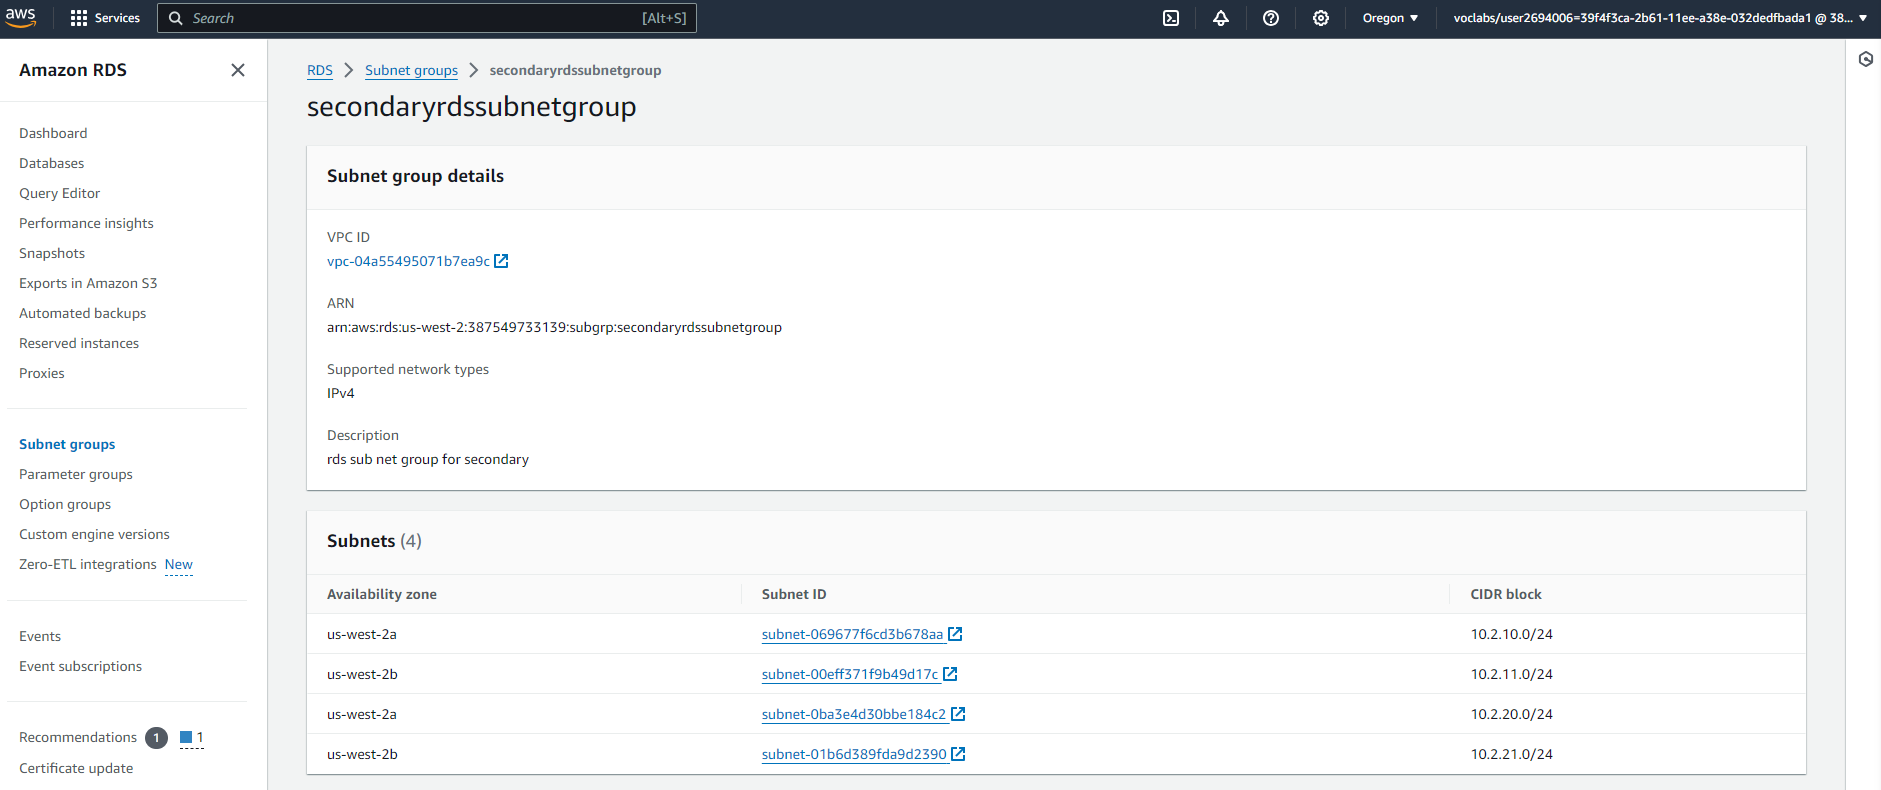 aws
Services
Search
[Alt+S]
Oregon
voclabs/user2694006=39f4f3ca-2b61-11ee-a38e-032dedfbada1 @ 38...
Amazon RDS
Dashboard
Databases
Query Editor
Performance insights
Snapshots
Exports in Amazon S3
Automated backups
Reserved instances
Proxies
Subnet groups
Parameter groups
Option groups
Custom engine versions
Zero-ETL integrations New
Events
Event subscriptions
Recommendations 1 1
Certificate update
RDS > Subnet groups > secondaryrdssubnetgroup
secondaryrdssubnetgroup
Subnet group details
VPC ID
vpc-04a55495071b7ea9c
ARN
arn:aws:rds:us-west-2:387549733139:subgrp:secondaryrdssubnetgroup
Supported network types
IPv4
Description
rds sub net group for secondary
Subnets (4)
Availability zone Subnet ID CIDR block
us-west-2a subnet-069677f6cd3b678aa 10.2.10.0/24
us-west-2b subnet-00eff371f9b49d17c 10.2.11.0/24
us-west-2a subnet-0ba3e4d30bbe184c2 10.2.20.0/24
us-west-2b subnet-01b6d389fda9d2390 10.2.21.0/24